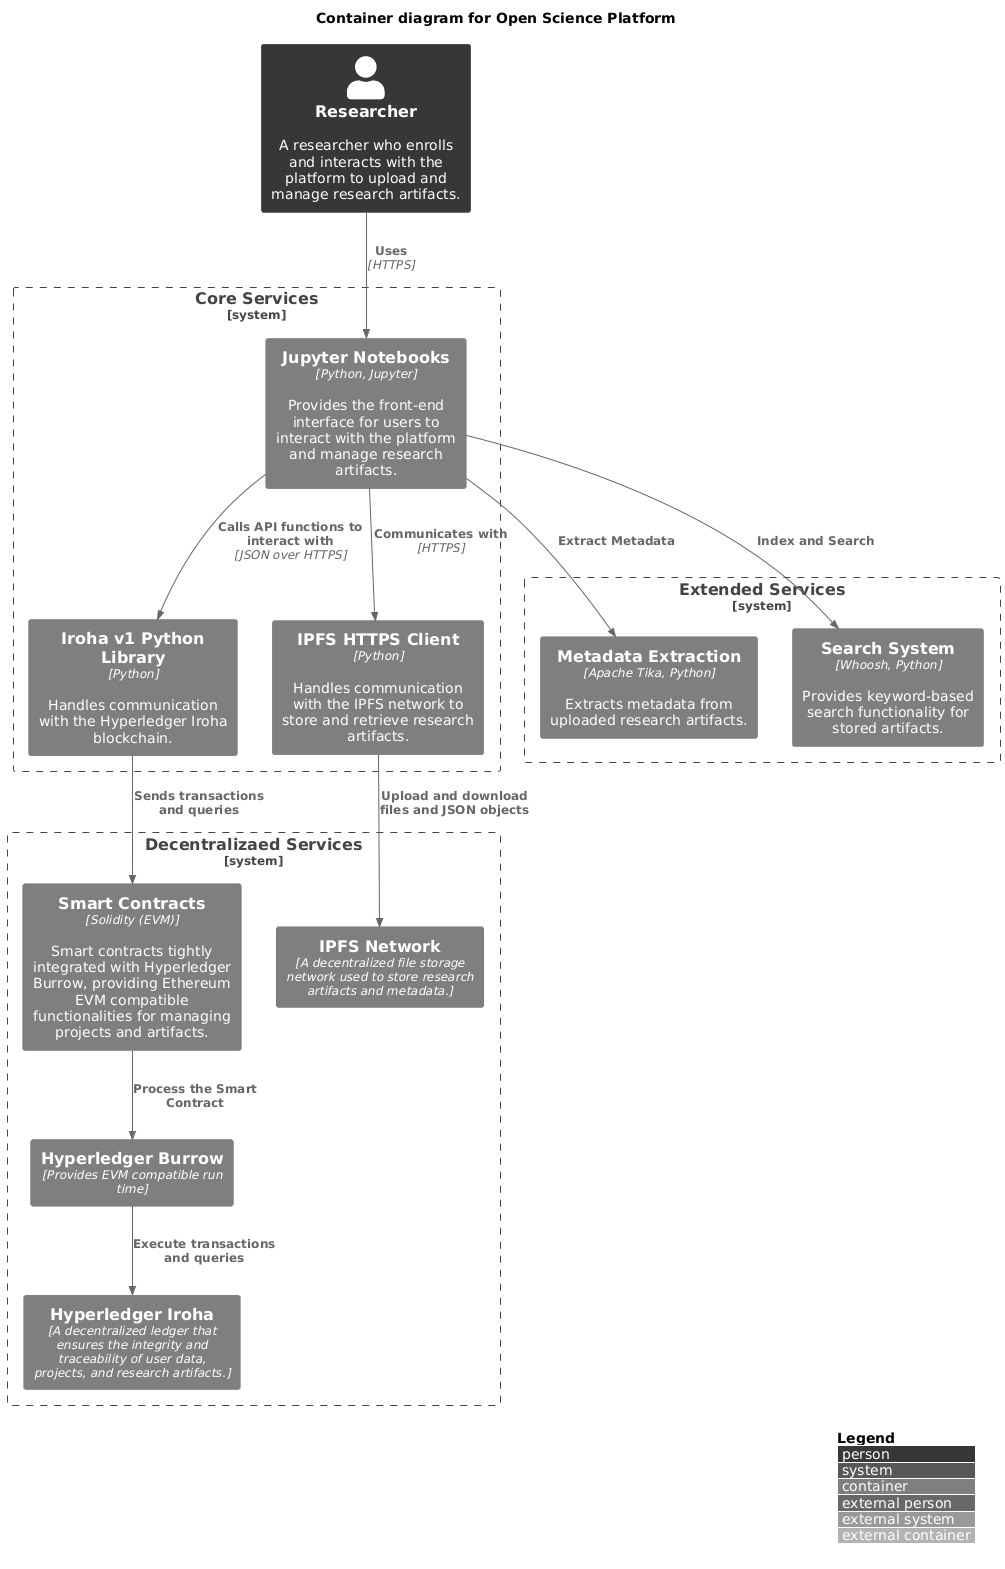 Container diagram for Open Science Platform
Researcher
A researcher who enrolls
and interacts with the
platform to upload and
manage research artifacts.
Uses
[HTTPS]
Core Services
[system]
Jupyter Notebooks
[Python, Jupyter]
Provides the front-end
interface for users to
interact with the platform
and manage research
artifacts.
Calls API functions to
interact with
[JSON over HTTPS]
Communicates with
[HTTPS]
Extract Metadata
Index and Search
Iroha v1 Python
Library
[Python]
Handles communication
with the Hyperledger Iroha
blockchain.
IPFS HTTPS Client
[Python]
Handles communication
with the IPFS network to
store and retrieve research
artifacts.
Extended Services
[system]
Metadata Extraction
[Apache Tika, Python]
Extracts metadata from
uploaded research artifacts.
Search System
[Whoosh, Python]
Provides keyword-based
search functionality for
stored artifacts.
Sends transactions
and queries
Upload and download
files and JSON objects
Decentralizaed Services
[system]
Smart Contracts
[Solidity (EVM)]
Smart contracts tightly
integrated with Hyperledger
Burrow, providing Ethereum
EVM compatible
functionalities for managing
projects and artifacts.
IPFS Network
[A decentralized file storage
network used to store research
artifacts and metadata.]
Process the Smart
Contract
Hyperledger Burrow
[Provides EVM compatible run
time]
Execute transactions
and queries
Hyperledger Iroha
[A decentralized ledger that
ensures the integrity and
traceability of user data,
projects, and research artifacts.]
Legend
person
system
container
external person
external system
external container